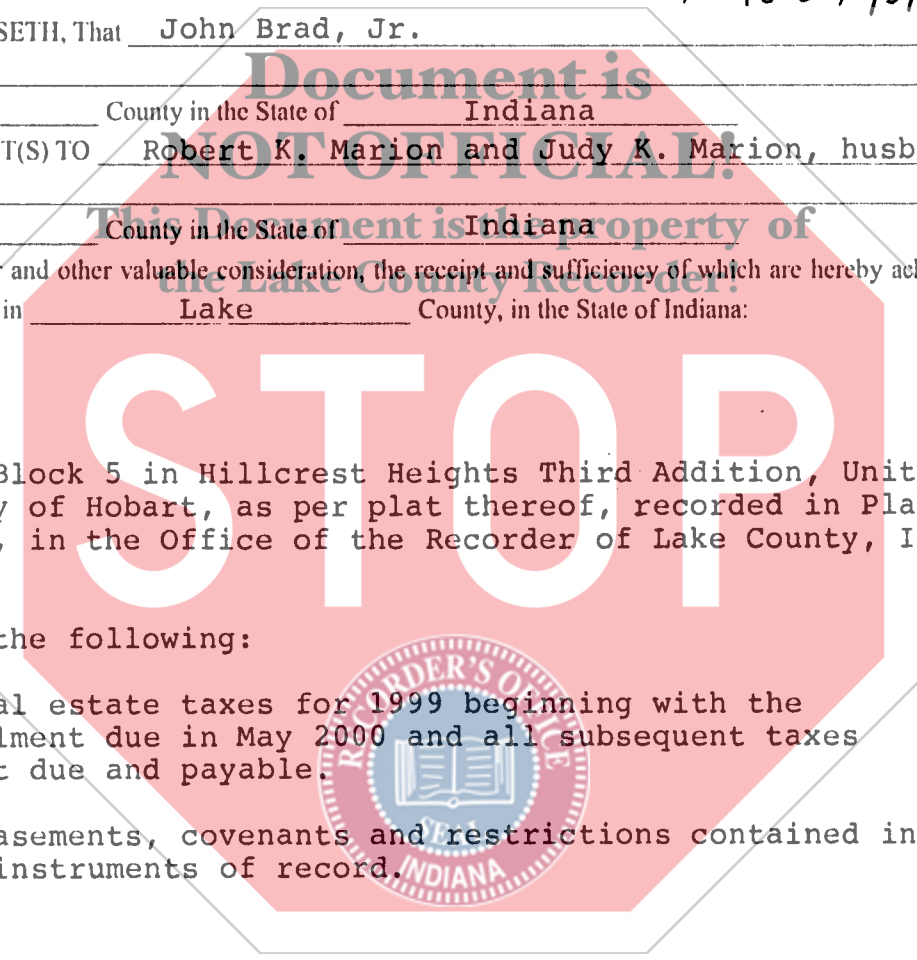 SETH, That John Brad, Jr.
Document is
County in the State of Indiana
NOT OFFICIAL!
T(S) TO Robert K. Marion and Judy K. Marion, husb
This Document is the property of
County in the State of Indiana
and other valuable consideration, the receipt and sufficiency of which are hereby ack
the Lake County Recorder!
in Lake County, in the State of Indiana:
STOP
Block 5 in Hillcrest Heights Third Addition, Unit
y of Hobart, as per plat thereof, recorded in Pla
, in the Office of the Recorder of Lake County, I
the following:
al estate taxes for 1999 beginning with the
lment due in May 2000 and all subsequent taxes
t due and payable.
asements, covenants and restrictions contained in
instruments of record.
RECORDER'S OFFICE
SEAL
INDIANA